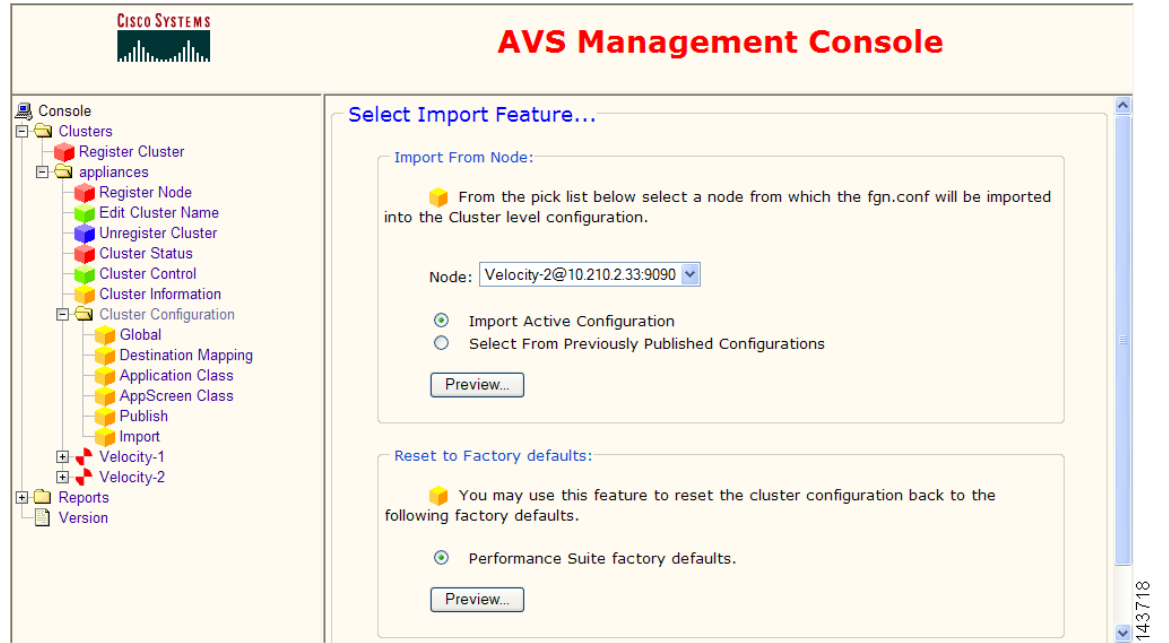 CISCO SYSTEMS
AVS Management Console
Console
Clusters
Register Cluster
appliances
Register Node
Edit Cluster Name
Unregister Cluster
Cluster Status
Cluster Control
Cluster Information
Cluster Configuration
Global
Destination Mapping
Application Class
AppScreen Class
Publish
Import
Velocity-1
Velocity-2
Reports
Version
Select Import Feature...
Import From Node:
From the pick list below select a node from which the fgn.conf will be imported
into the Cluster level configuration.
Node: Velocity-2@10.210.2.33:9090
Import Active Configuration
Select From Previously Published Configurations
Preview...
Reset to Factory defaults:
You may use this feature to reset the cluster configuration back to the
following factory defaults.
Performance Suite factory defaults.
Preview...
143718